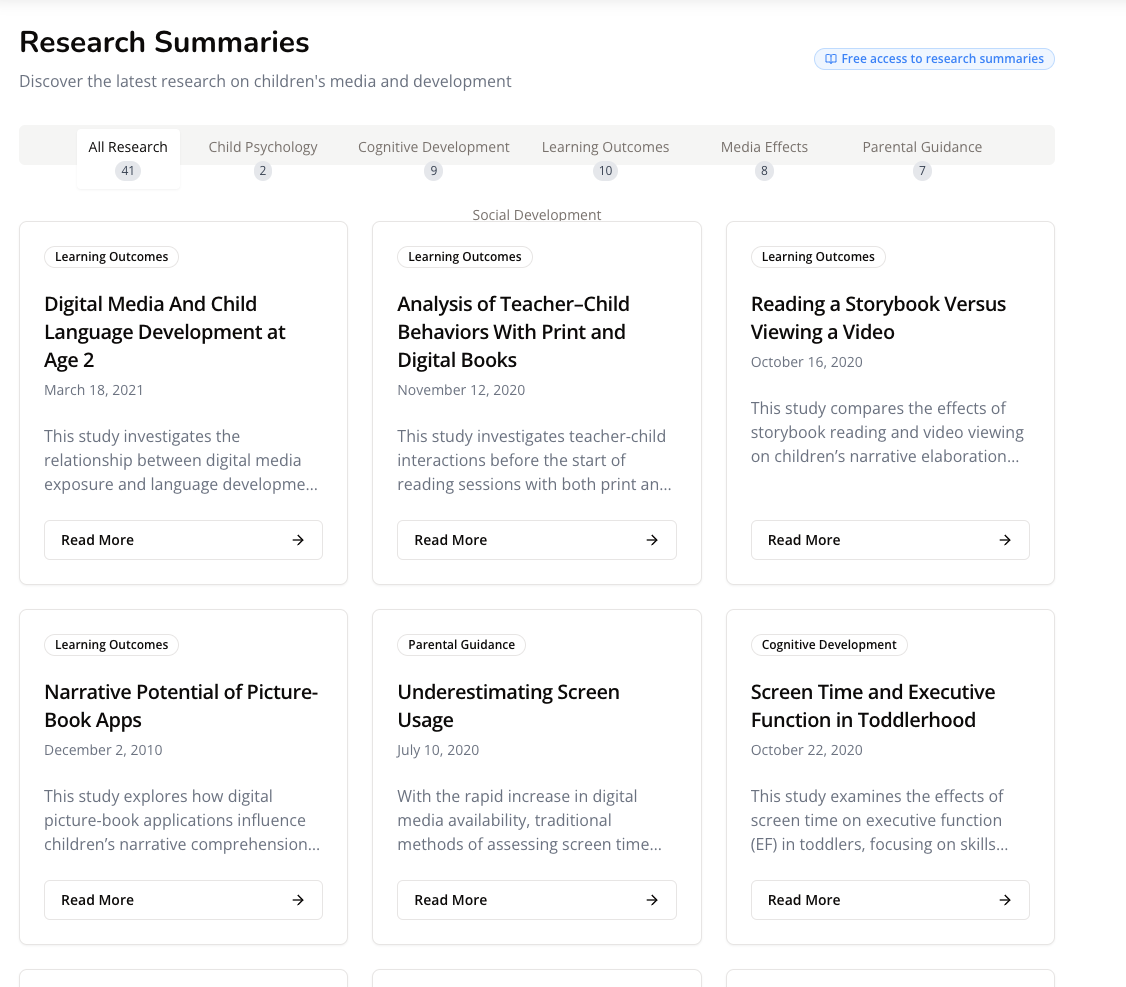 Research Summaries
Discover the latest research on children's media and development
Free access to research summaries
All Research
41
Child Psychology
2
Cognitive Development
9
Learning Outcomes
10
Media Effects
8
Parental Guidance
7
Social Development
Learning Outcomes
Digital Media And Child
Language Development at
Age 2
March 18, 2021
This study investigates the
relationship between digital media
exposure and language developme...
Read More
Learning Outcomes
Analysis of Teacher–Child
Behaviors With Print and
Digital Books
November 12, 2020
This study investigates teacher-child
interactions before the start of
reading sessions with both print an...
Read More
Learning Outcomes
Reading a Storybook Versus
Viewing a Video
October 16, 2020
This study compares the effects of
storybook reading and video viewing
on children’s narrative elaboration...
Read More
Learning Outcomes
Narrative Potential of Picture-
Book Apps
December 2, 2010
This study explores how digital
picture-book applications influence
children’s narrative comprehension...
Read More
Parental Guidance
Underestimating Screen
Usage
July 10, 2020
With the rapid increase in digital
media availability, traditional
methods of assessing screen time...
Read More
Cognitive Development
Screen Time and Executive
Function in Toddlerhood
October 22, 2020
This study examines the effects of
screen time on executive function
(EF) in toddlers, focusing on skills...
Read More